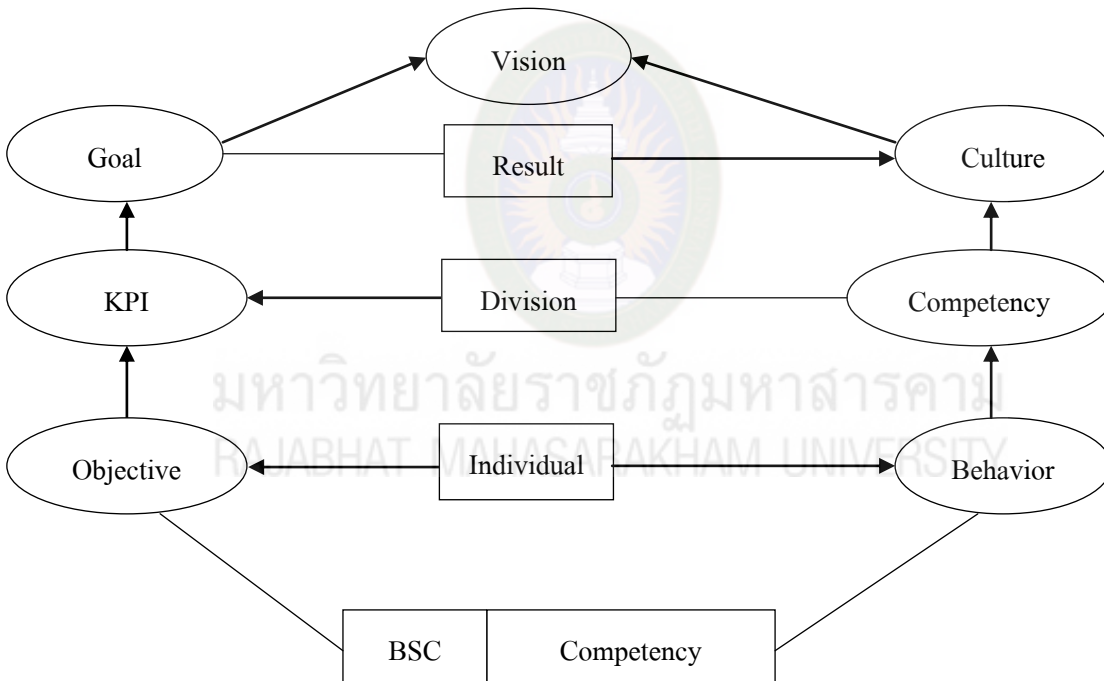 Vision
Goal
Result
Culture
KPI
Division
Competency
มหาวิทยาลัยราชภัฏมหาสารคาม
RAJABHAT MAHASARAKHAM UNIVERSITY
Objective
Individual
Behavior
BSC
Competency